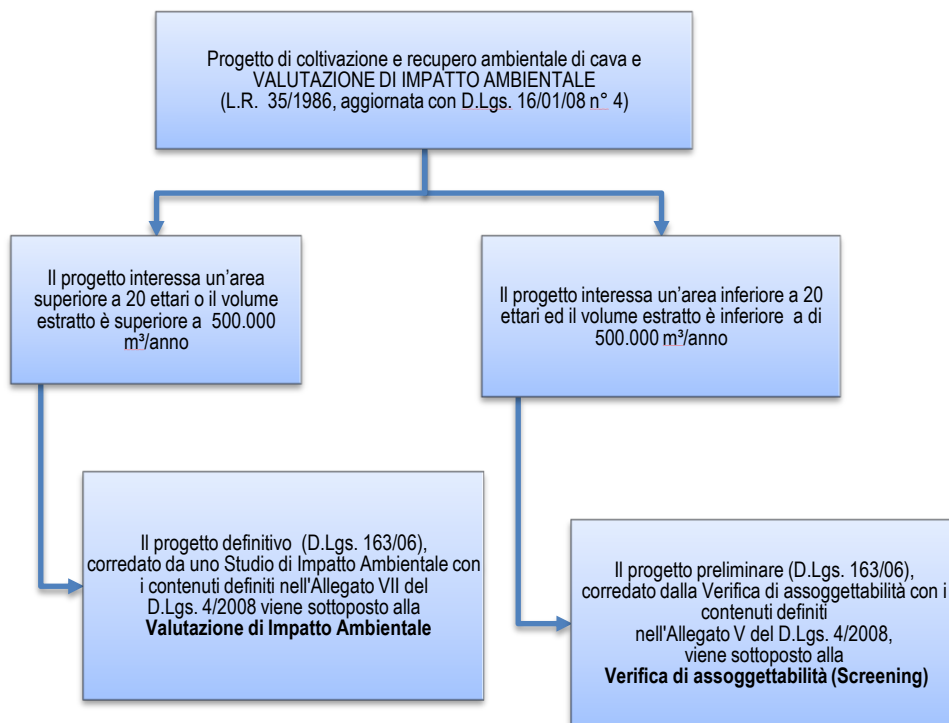 Progetto di coltivazione e recupero ambientale di cava e
VALUTAZIONE DI IMPATTO AMBIENTALE
(L.R. 35/1986, aggiornata con D.Lgs. 16/01/08 n° 4)
Il progetto interessa un'area
superiore a 20 ettari o il volume
estratto è superiore a 500.000
m³/anno
Il progetto interessa un'area inferiore a 20
ettari ed il volume estratto è inferiore a di
500.000 m³/anno
Il progetto definitivo (D.Lgs. 163/06),
corredato da uno Studio di Impatto Ambientale con
i contenuti definiti nell'Allegato VII del
D.Lgs. 4/2008 viene sottoposto alla
Valutazione di Impatto Ambientale
Il progetto preliminare (D.Lgs. 163/06),
corredato dalla Verifica di assoggettabilità con i
contenuti definiti
nell'Allegato V del D.Lgs. 4/2008,
viene sottoposto alla
Verifica di assoggettabilità (Screening)